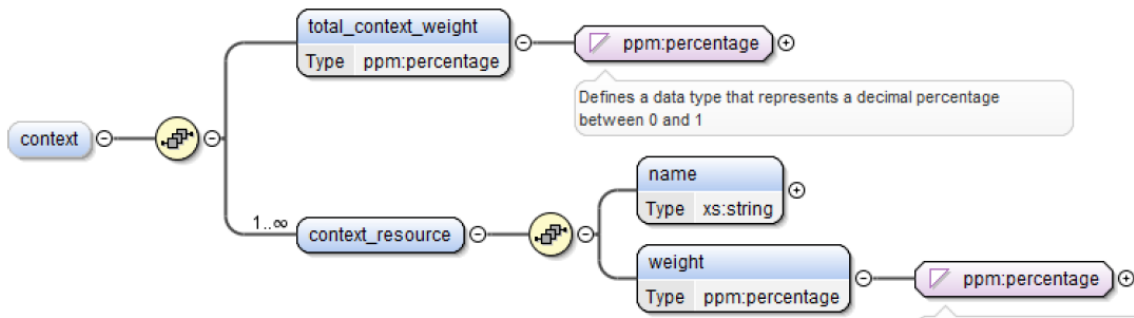 total_context_weight
Type ppm:percentage
ppm:percentage
Defines a data type that represents a decimal percentage
between 0 and 1
context
1..∞
context_resource
name
Type xs:string
weight
Type ppm:percentage
ppm:percentage